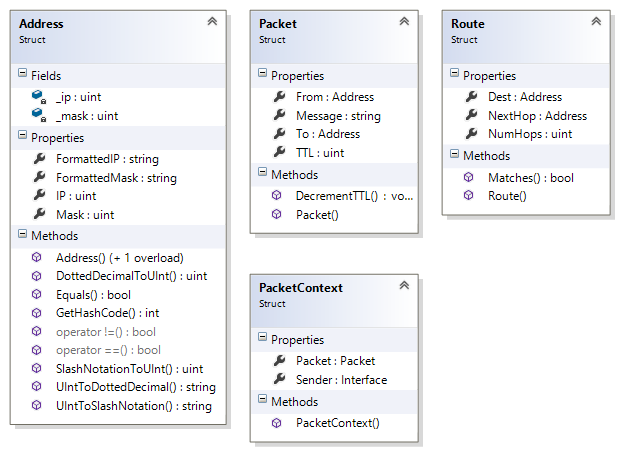 Address
Struct
Fields
_ip : uint
_mask : uint
Properties
FormattedIP : string
FormattedMask : string
IP : uint
Mask : uint
Methods
Address() (+ 1 overload)
DottedDecimalToUInt() : uint
Equals() : bool
GetHashCode() : int
operator !=() : bool
operator ==() : bool
SlashNotationToUInt() : uint
UIntToDottedDecimal() : string
UIntToSlashNotation() : string
Packet
Struct
Properties
From : Address
Message : string
To : Address
TTL : uint
Methods
DecrementTTL() : vo...
Packet()
Route
Struct
Properties
Dest : Address
NextHop : Address
NumHops : uint
Methods
Matches() : bool
Route()
PacketContext
Struct
Properties
Packet : Packet
Sender : Interface
Methods
PacketContext()